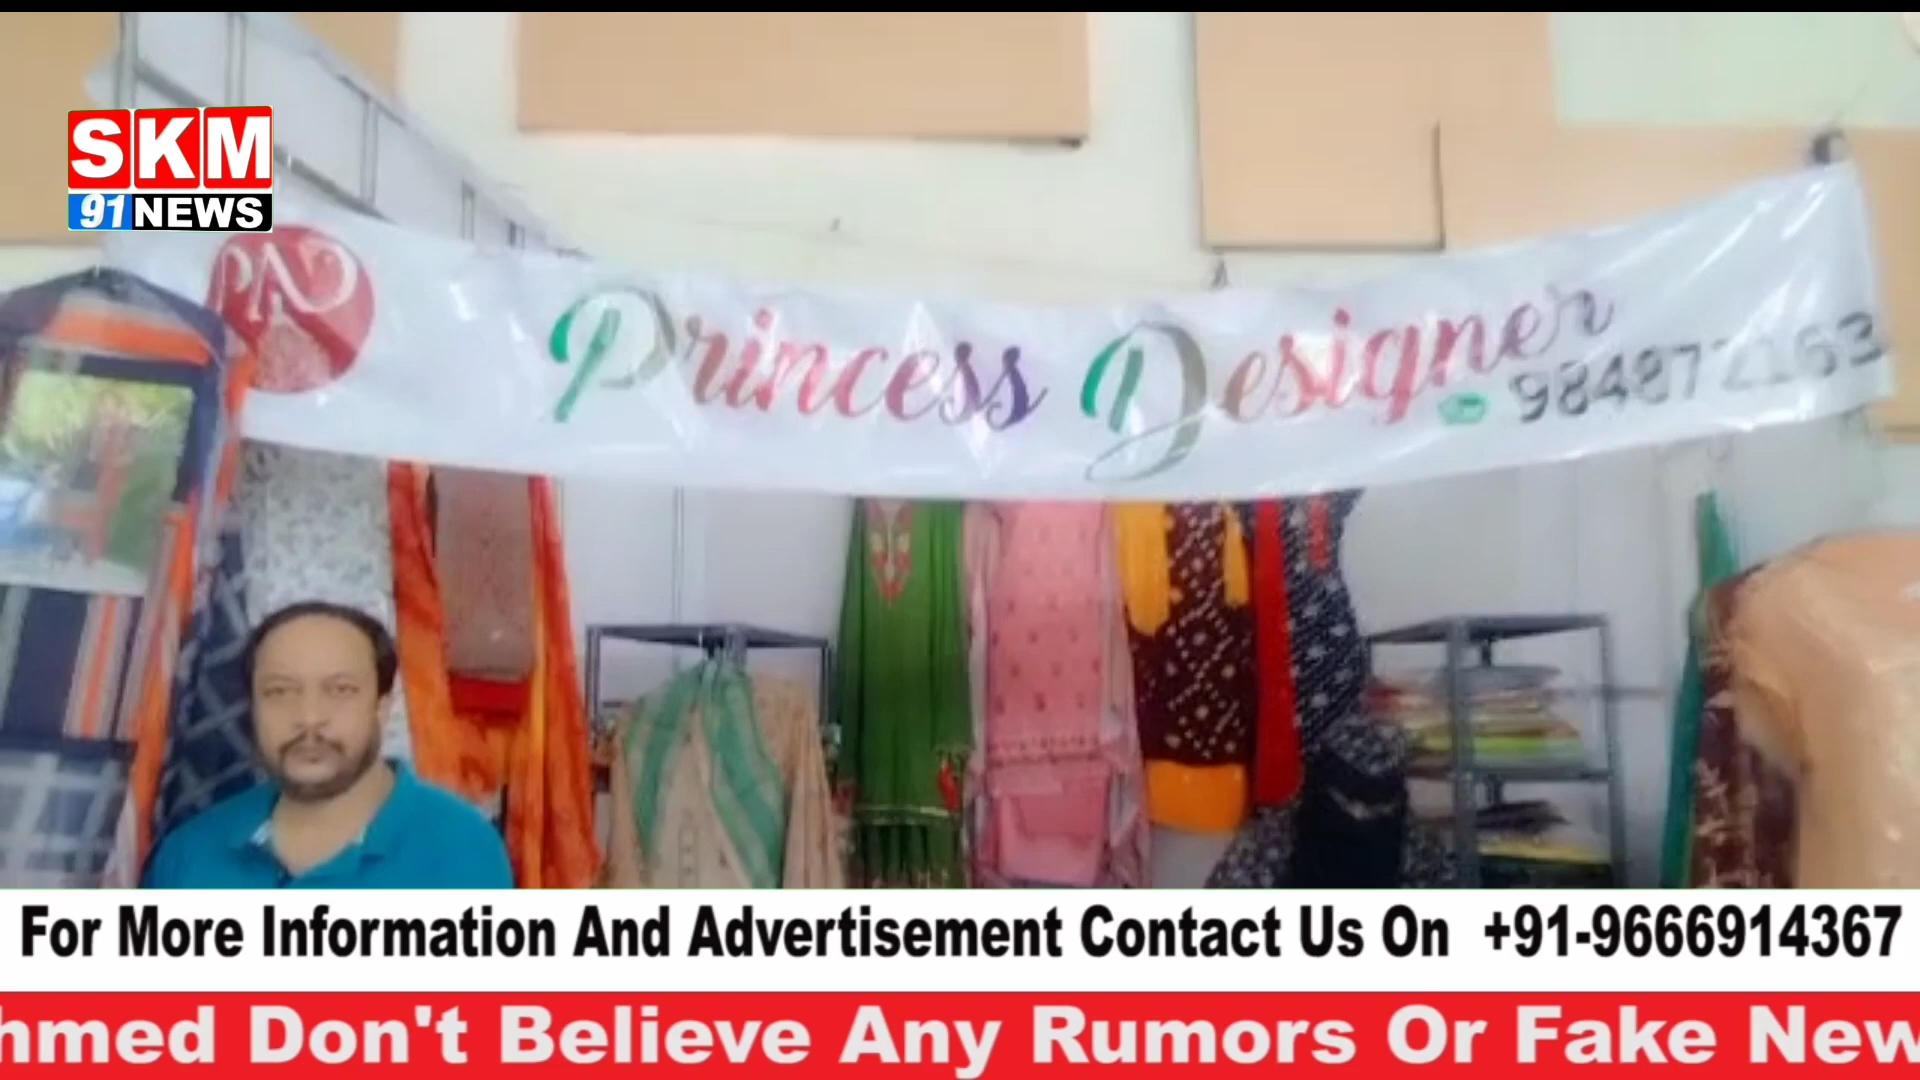 SKM
91 NEWS
Princess Designer
For More Information And Advertisement Contact Us On +91-9666914367
hmed Don't Believe Any Rumors Or Fake New